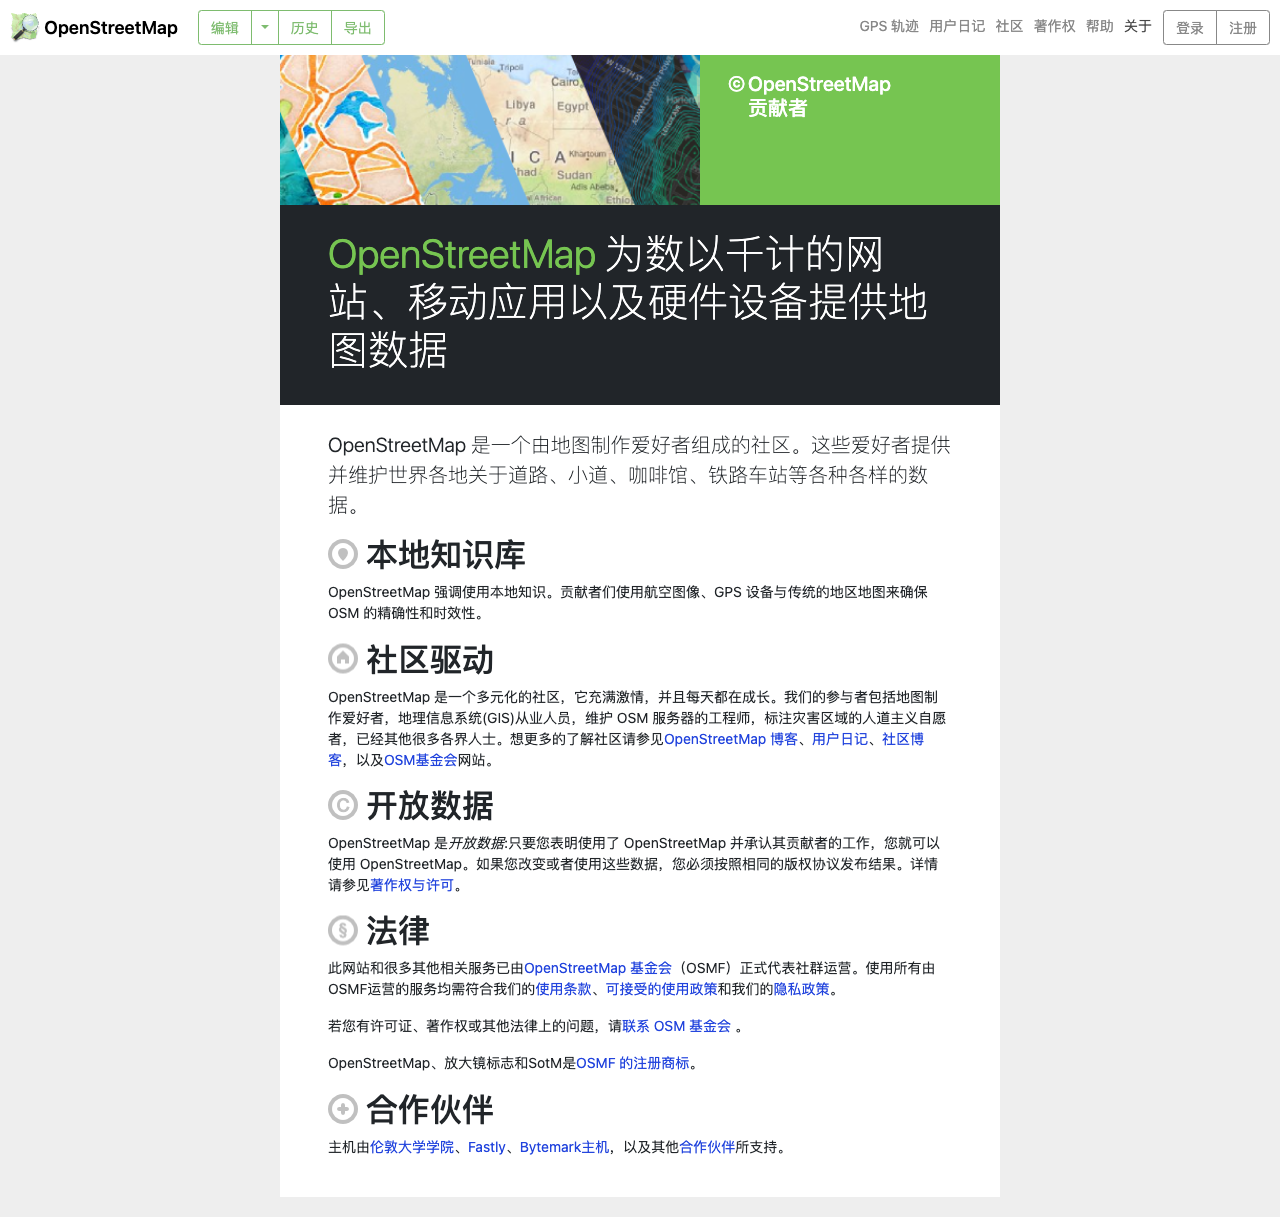 OpenStreetMap 编辑 历史 导出 GPS 轨迹 用户日记 社区 著作权 帮助 关于 登录 注册
Tunisia Tripoli Cairo
Libya Egypt
I C A Khartoum
Sudan
Addis Abeba
W 125TH ST
© OpenStreetMap
贡献者
OpenStreetMap 为数以千计的网
站、移动应用以及硬件设备提供地
图数据
OpenStreetMap 是一个由地图制作爱好者组成的社区。这些爱好者提供
并维护世界各地关于道路、小道、咖啡馆、铁路车站等各种各样的数
据。
本地知识库
OpenStreetMap 强调使用本地知识。贡献者们使用航空图像、GPS 设备与传统的地区地图来确保
OSM 的精确性和时效性。
社区驱动
OpenStreetMap 是一个多元化的社区，它充满激情，并且每天都在成长。我们的参与者包括地图制
作爱好者，地理信息系统(GIS)从业人员，维护 OSM 服务器的工程师，标注灾害区域的人道主义自愿
者，已经其他很多各界人士。想更多的了解社区请参见OpenStreetMap 博客、用户日记、社区博
客，以及OSM基金会网站。
开放数据
OpenStreetMap 是开放数据:只要您表明使用了 OpenStreetMap 并承认其贡献者的工作，您就可以
使用 OpenStreetMap。如果您改变或者使用这些数据，您必须按照相同的版权协议发布结果。详情
请参见著作权与许可。
法律
此网站和很多其他相关服务已由OpenStreetMap 基金会（OSMF）正式代表社群运营。使用所有由
OSMF运营的服务均需符合我们的使用条款、可接受的使用政策和我们的隐私政策。
若您有许可证、著作权或其他法律上的问题，请联系 OSM 基金会 。
OpenStreetMap、放大镜标志和SotM是OSMF 的注册商标。
合作伙伴
主机由伦敦大学学院、Fastly、Bytemark主机，以及其他合作伙伴所支持。